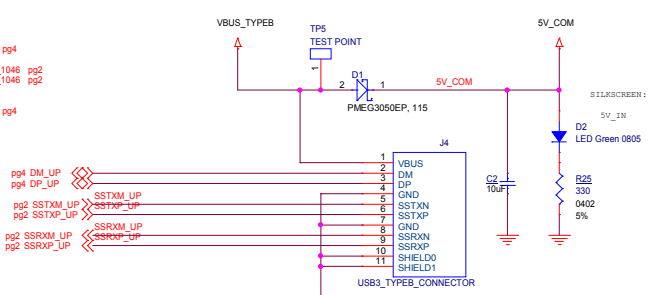 VBUS_TYPEB
TP5
TEST POINT
5V_COM
pg4
_1046 pg2
_1046 pg2
pg4
1
2
D1
1
5V_COM
PMEG3050EP, 115
SILKSCREEN:
5V_IN
D2
LED Green 0805
J4
1 VBUS
2 DM
3 DP
4 GND
5 SSTXN
6 SSTXP
7 GND
8 SSRXN
9 SSRXP
10 SHIELD0
11 SHIELD1
USB3_TYPEB_CONNECTOR
pg4 DM_UP
pg4 DP_UP
pg2 SSTXM_UP
SSTXM_UP
pg2 SSTXP_UP
SSTXP_UP
pg2 SSRXM_UP
SSRXM_UP
pg2 SSRXP_UP
SSRXP_UP
C2
10uF
R25
330
0402
5%